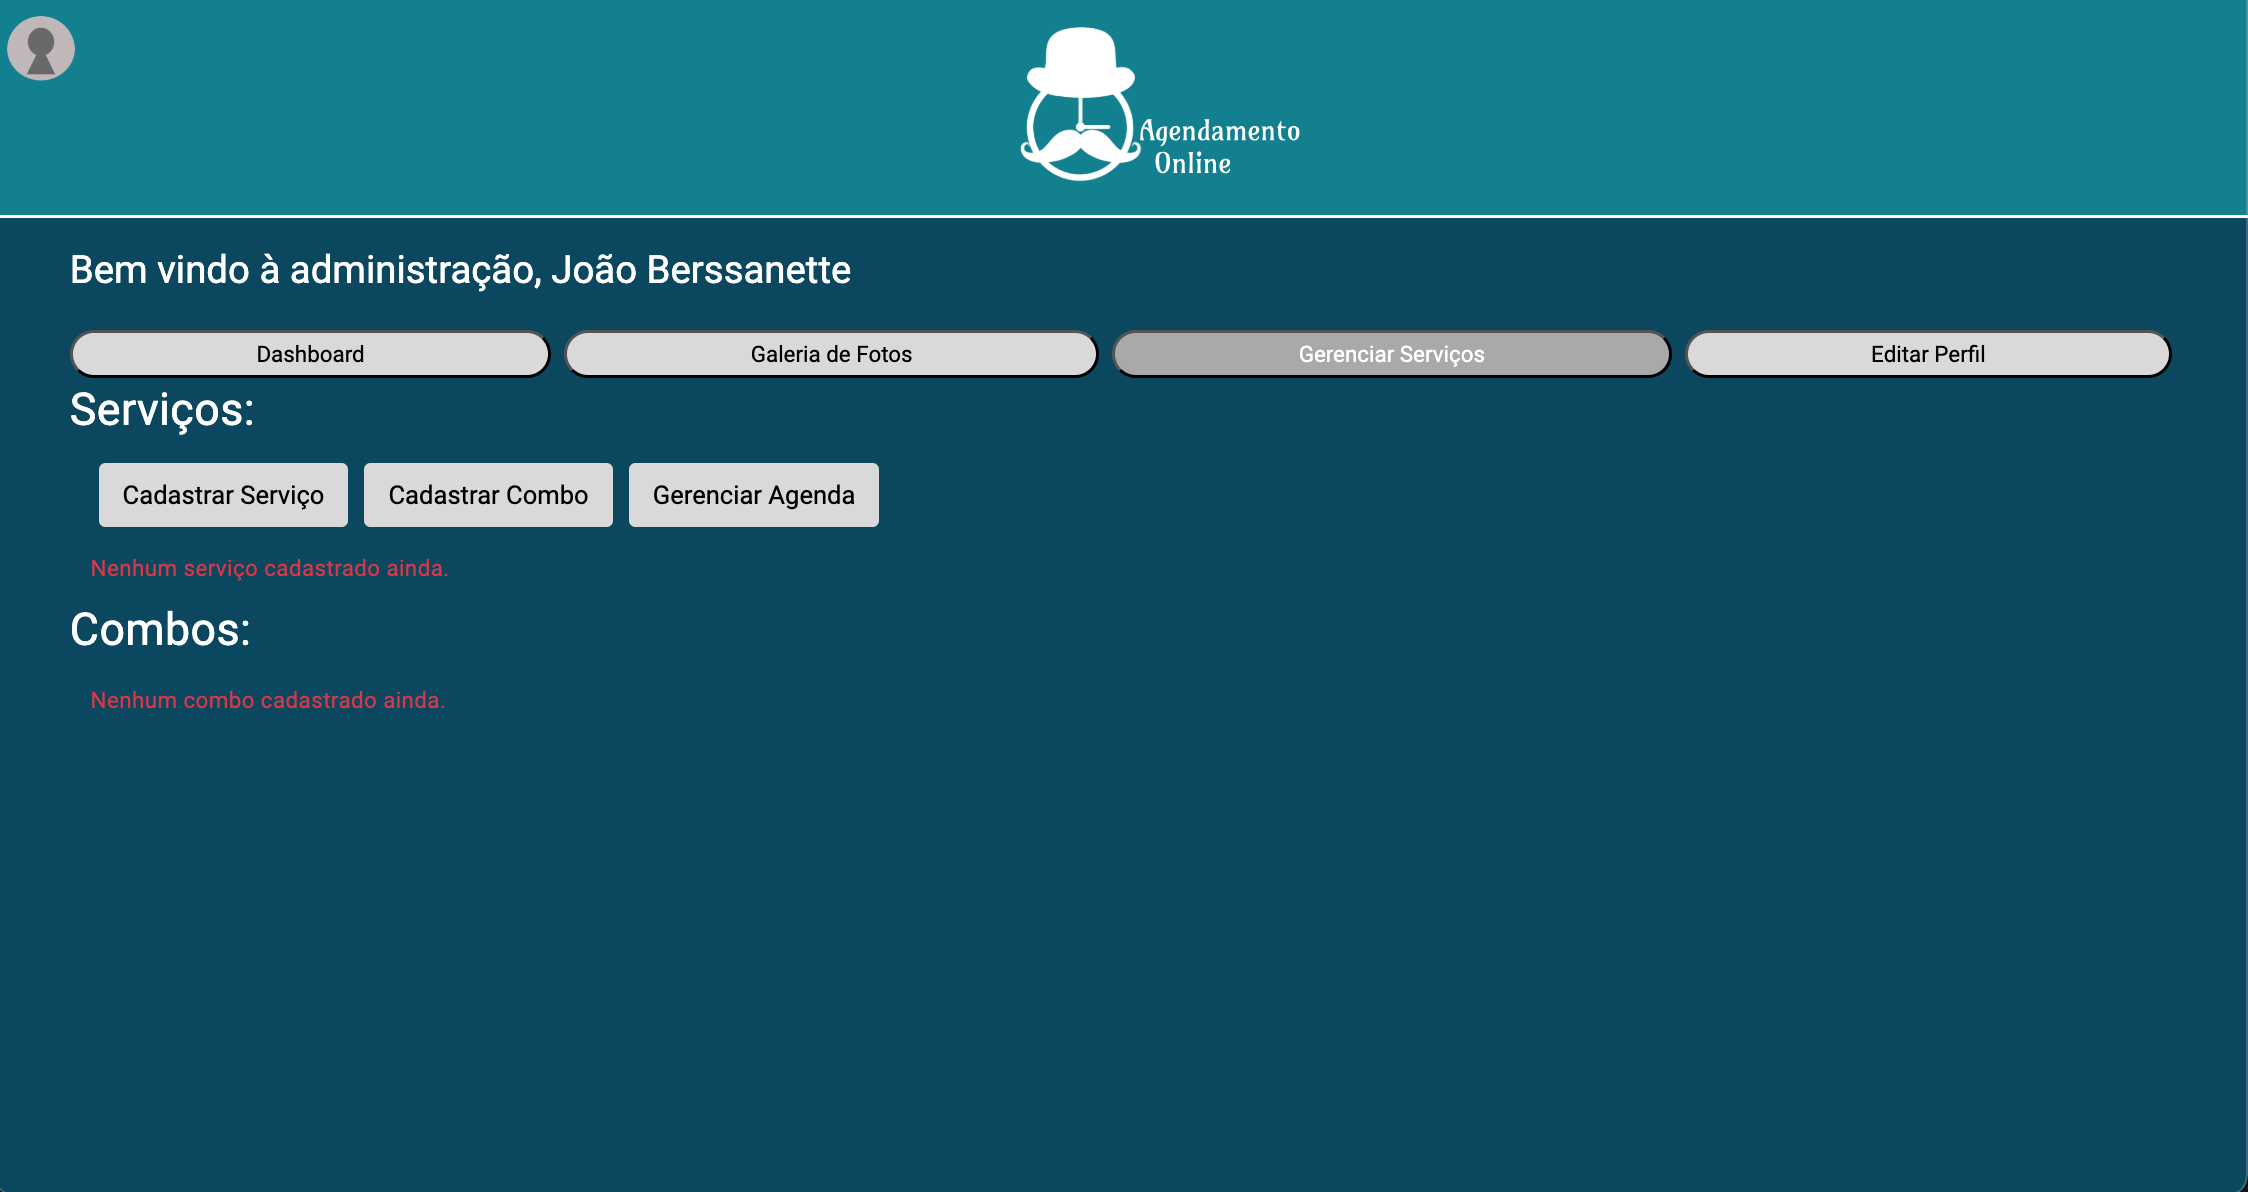 Agendamento
Online
Bem vindo à administração, João Berssanette
Dashboard
Galeria de Fotos
Gerenciar Serviços
Editar Perfil
Serviços:
Cadastrar Serviço
Cadastrar Combo
Gerenciar Agenda
Nenhum serviço cadastrado ainda.
Combos:
Nenhum combo cadastrado ainda.